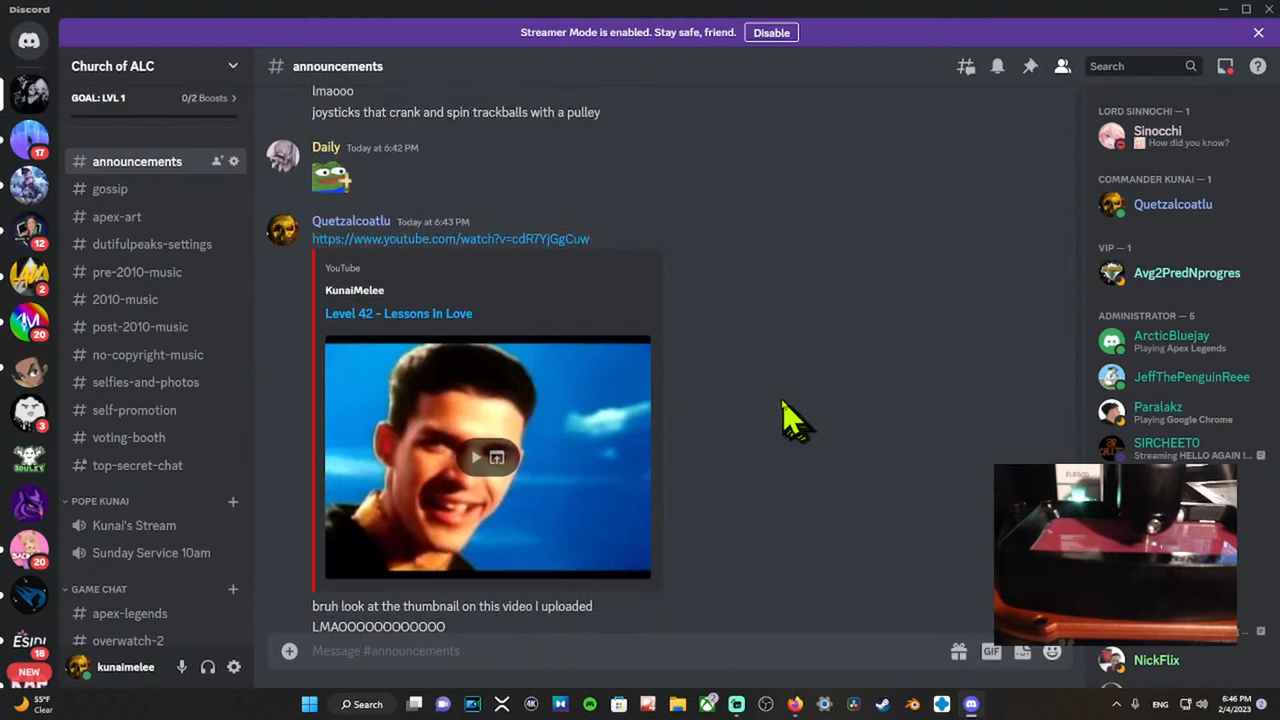 Discord
Streamer Mode is enabled. Stay safe, friend.
Disable
Church of ALC
GOAL: LVL 1
0/2 Boosts
announcements
gossip
apex-art
dutifulpeaks-settings
pre-2010-music
2010-music
post-2010-music
no-copyright-music
selfies-and-photos
self-promotion
voting-booth
top-secret-chat
POPE KUNAI
Kunai's Stream
Sunday Service 10am
GAME CHAT
apex-legends
overwatch-2
kunaimelee
17
12
2
20
3
20
18
NEW
announcements
Search
lmaooo
joysticks that crank and spin trackballs with a pulley
Daily Today at 6:42 PM
Quetzalcoatlu Today at 6:43 PM
https://www.youtube.com/watch?v=cdR7YjGgCuw
YouTube
KunaiMelee
Level 42 - Lessons In Love
bruh look at the thumbnail on this video I uploaded
LMAOOOOOOOOOOO
Message #announcements
GIF
LORD SINNOCHI — 1
Sinocchi
How did you know?
COMMANDER KUNAI — 1
Quetzalcoatlu
VIP — 1
Avg2PredNprogres
ADMINISTRATOR — 5
ArcticBluejay
Playing Apex Legends
JeffThePenguinReee
Paralakz
Playing Google Chrome
SIRCHEET0
Streaming HELLO AGAIN !...
ELEGOO
NickFlix
55°F
Clear
Search
ENG
6:46 PM
2/4/2023